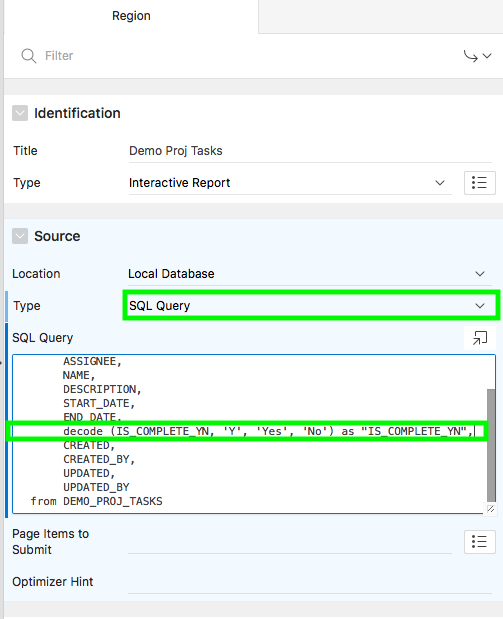 Region
Filter
Identification
Title Demo Proj Tasks
Type Interactive Report
Source
Location Local Database
Type SQL Query
SQL Query
ASSIGNEE,
NAME,
DESCRIPTION,
START_DATE,
END_DATE,
decode (IS_COMPLETE_YN, 'Y', 'Yes', 'No') as "IS_COMPLETE_YN",
CREATED,
CREATED_BY,
UPDATED,
UPDATED_BY
from DEMO_PROJ_TASKS
Page Items to
Submit
Optimizer Hint